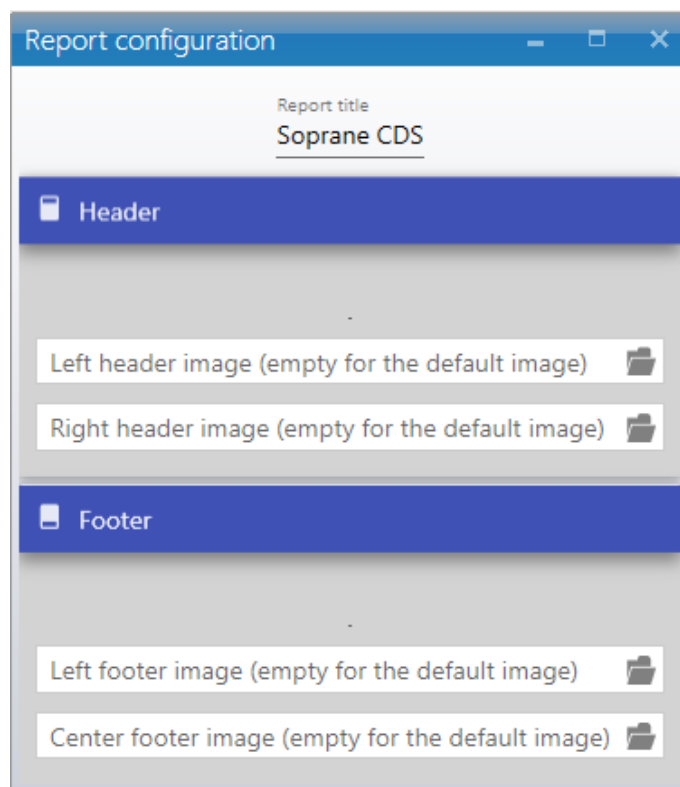 Report configuration
Report title
Soprane CDS
Header
-
Left header image (empty for the default image)
Right header image (empty for the default image)
Footer
-
Left footer image (empty for the default image)
Center footer image (empty for the default image)